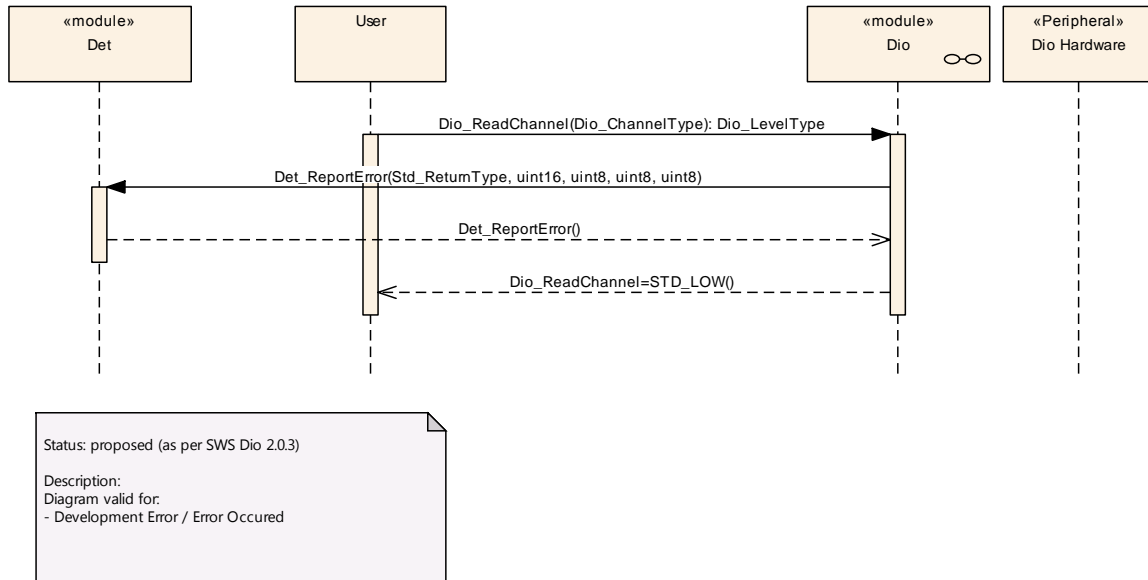 «module»
Det
User
«module»
Dio
«Peripheral»
Dio Hardware
Dio_ReadChannel(Dio_ChannelType): Dio_LevelType
Det_ReportError(Std_ReturnType, uint16, uint8, uint8, uint8)
Det_ReportError()
Dio_ReadChannel=STD_LOW()
Status: proposed (as per SWS Dio 2.0.3)
Description:
Diagram valid for:
- Development Error / Error Occured